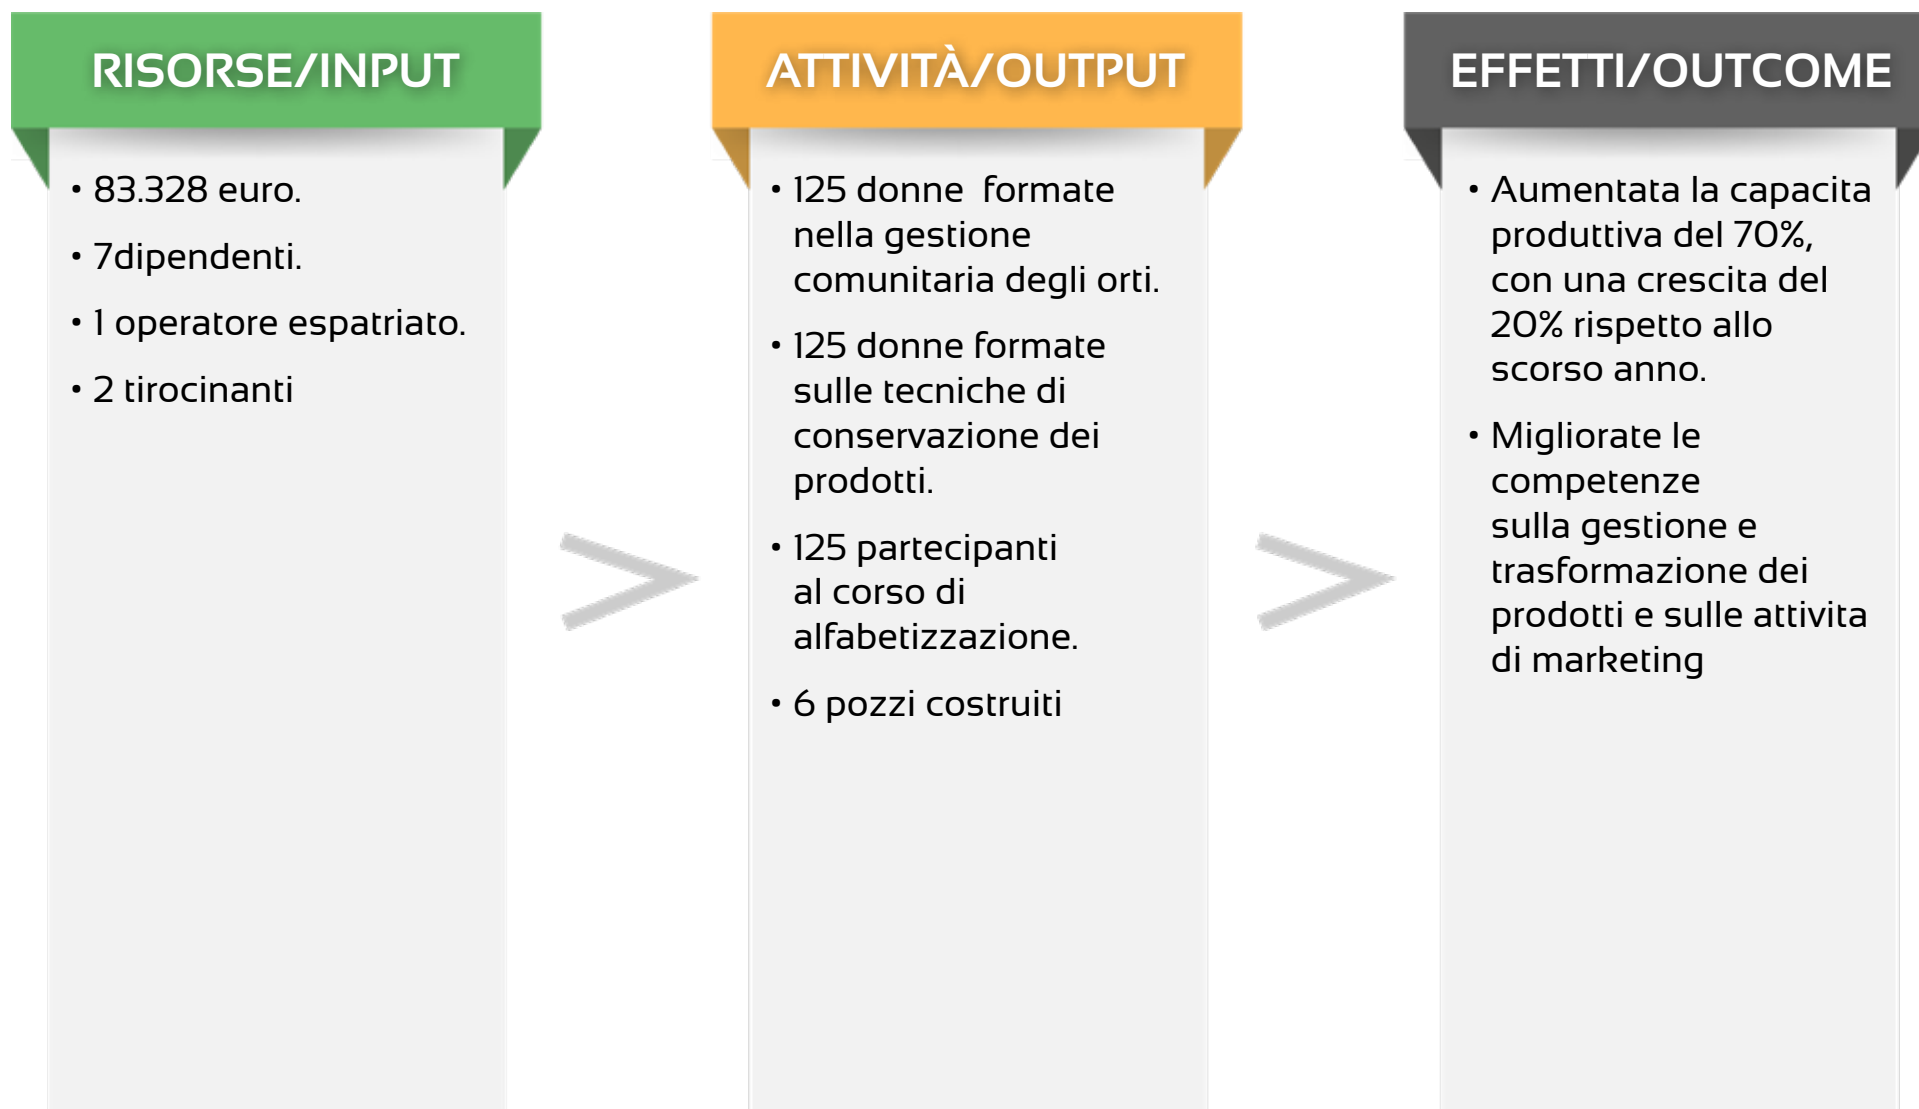 RISORSE/INPUT
• 83.328 euro.
• 7dipendenti.
• 1 operatore espatriato.
• 2 tirocinanti
ATTIVITÀ/OUTPUT
• 125 donne  formate
nella gestione
comunitaria degli orti.
• 125 donne formate
sulle tecniche di
conservazione dei
prodotti.
• 125 partecipanti
al corso di
alfabetizzazione.
• 6 pozzi costruiti
EFFETTI/OUTCOME
• Aumentata la capacita
produttiva del 70%,
con una crescita del
20% rispetto allo
scorso anno.
• Migliorate le
competenze
sulla gestione e
trasformazione dei
prodotti e sulle attivita
di marketing